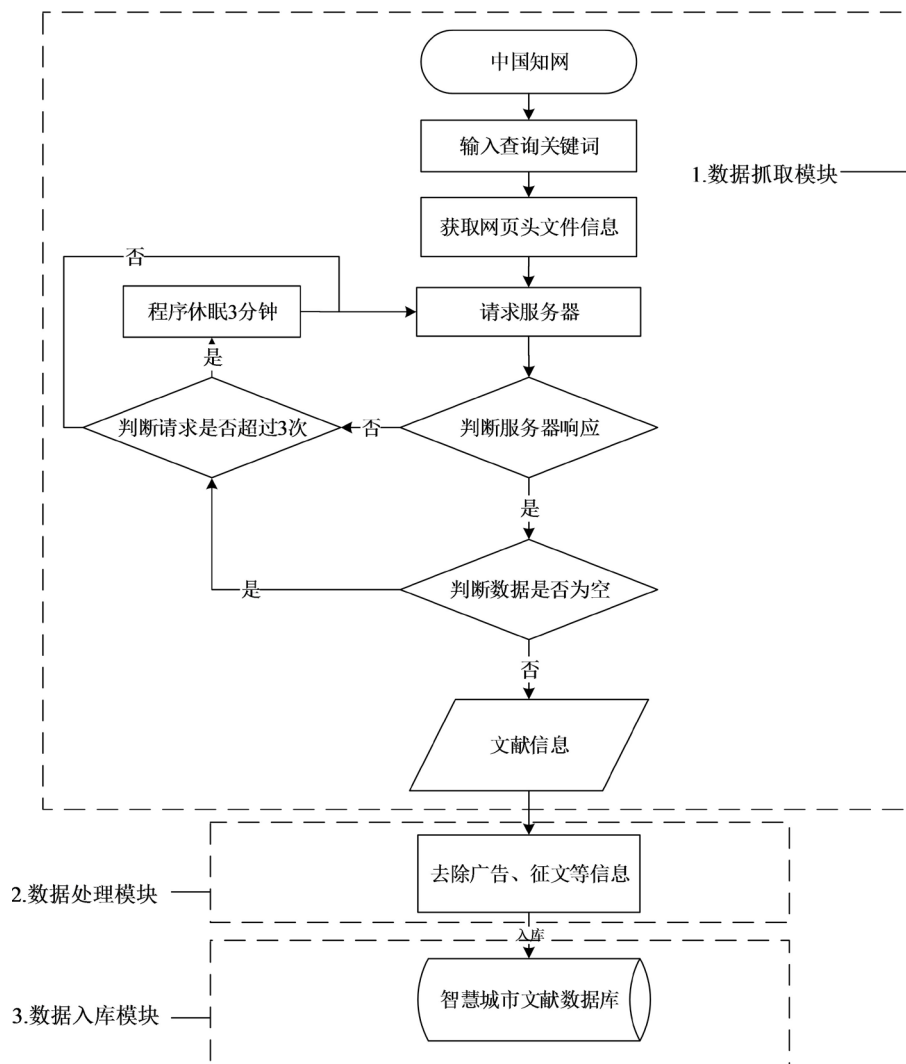 中国知网
输入查询关键词
1.数据抓取模块
获取网页头文件信息
否
程序休眠3分钟
请求服务器
是
判断请求是否超过3次
否
判断服务器响应
是
是
判断数据是否为空
否
文献信息
去除广告、征文等信息
2.数据处理模块
入库
智慧城市文献数据库
3.数据入库模块